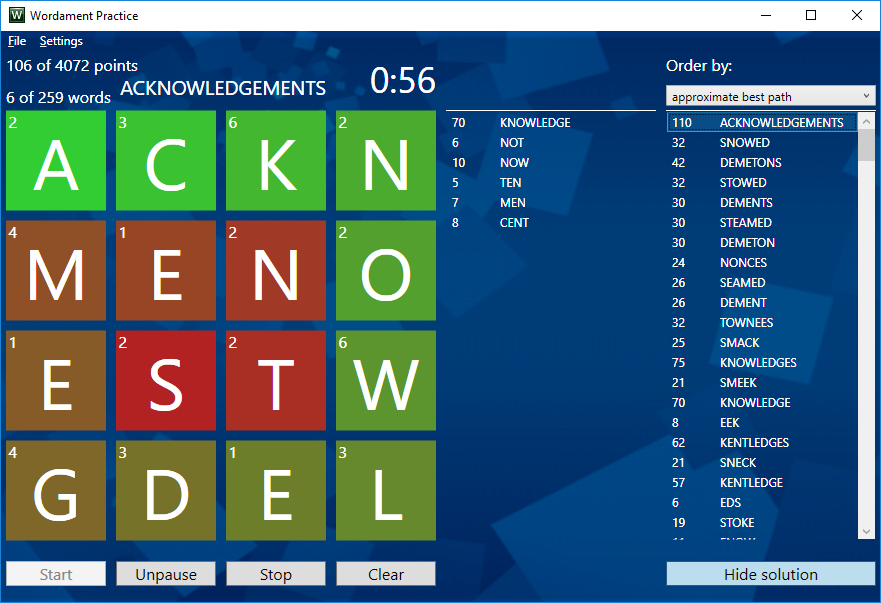 Wordament Practice
File Settings
106 of 4072 points
6 of 259 words
ACKNOWLEDGEMENTS
0:56
Order by:
approximate best path
2 A 3 C 6 K 2 N
4 M 1 E 2 N 2 O
1 E 2 S 2 T 6 W
4 G 3 D 1 E 3 L
70 KNOWLEDGE
6 NOT
10 NOW
5 TEN
7 MEN
8 CENT
110 ACKNOWLEDGEMENTS
32 SNOWED
42 DEMETONS
32 STOWED
30 DEMENTS
30 STEAMED
30 DEMETON
24 NONCES
26 SEAMED
26 DEMENT
32 TOWNEES
25 SMACK
75 KNOWLEDGES
21 SMEEK
70 KNOWLEDGE
8 EEK
62 KENTLEDGES
21 SNECK
57 KENTLEDGE
6 EDS
19 STOKE
Start Unpause Stop Clear Hide solution